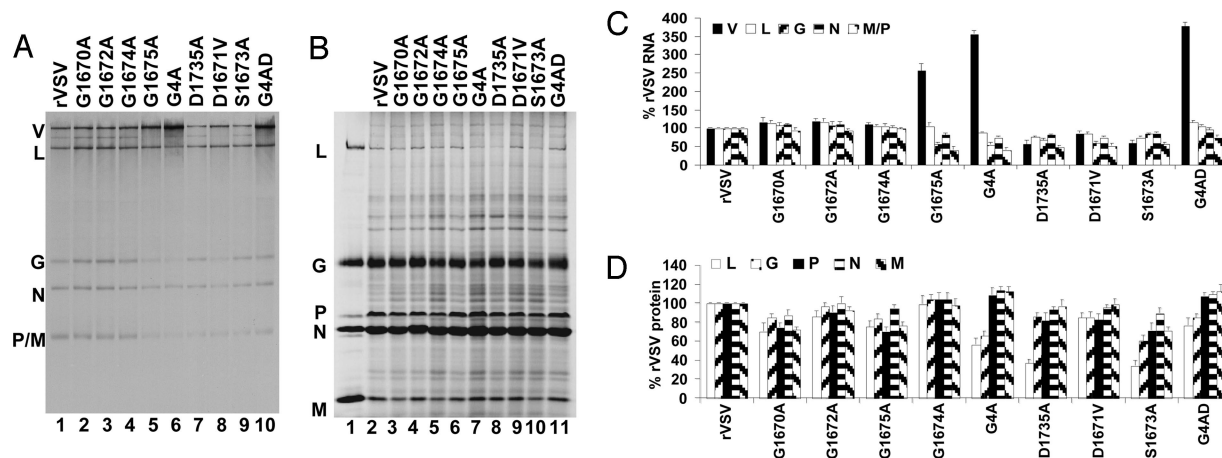 A
rVSV G1670A G1672A G1674A G1675A G4A D1735A D1671V S1673A G4AD
V
L
G
N
P/M
1 2 3 4 5 6 7 8 9 10
B
rVSV G1670A G1672A G1674A G1675A G4A D1735A D1671V S1673A G4AD
L
G
P
N
M
1 2 3 4 5 6 7 8 9 10 11
C
V L G N M/P
% rVSV RNA
400
350
300
250
200
150
100
50
0
rVSV G1670A G1672A G1674A G1675A G4A D1735A D1671V S1673A G4AD
D
L G P N M
% rVSV protein
140
120
100
80
60
40
20
0
rVSV G1670A G1672A G1675A G1674A G4A D1735A D1671V S1673A G4AD